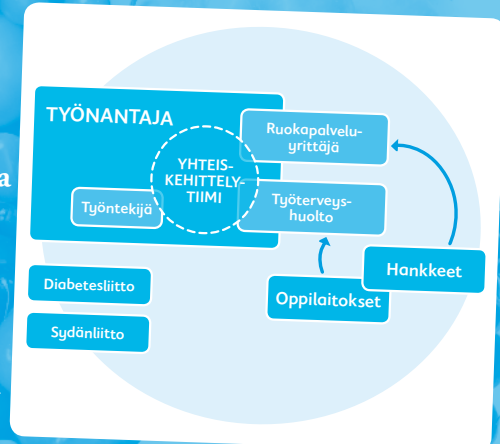 TYÖNANTAJA
Ruokapalvelu-
yrittäjä
YHTEIS-
KEHITTELY-
TIIMI
Työntekijä
Työterveys-
huolto
Hankkeet
Diabetesliitto
Oppilaitokset
Sydänliitto